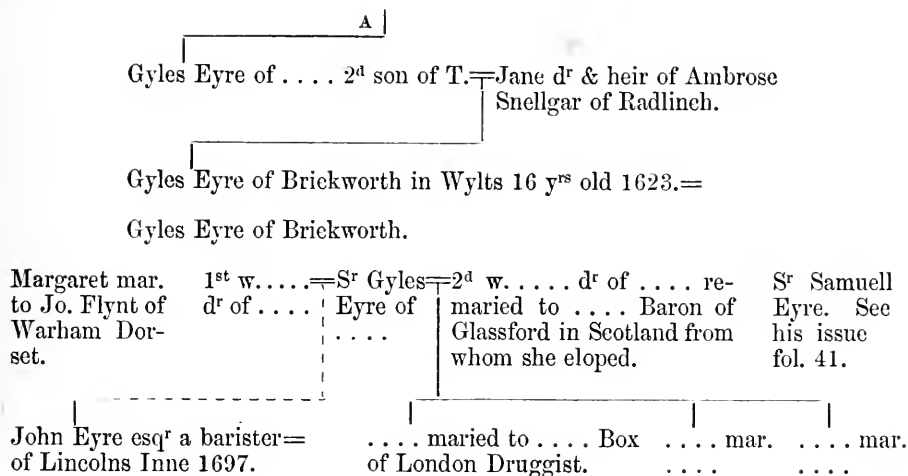 A
Gyles Eyre of . . . . 2d son of T.=Jane dr & heir of Ambrose
Snellgar of Radlinch.
Gyles Eyre of Brickworth in Wylts 16 yrs old 1623.=
Gyles Eyre of Brickworth.
Margaret mar.
to Jo. Flynt of
Warham Dor-
set.
1st w.....=Sr Gyles=2d w. . . . . dr of . . . . re-
dr of . . . .
Eyre of
. . . .
maried to . . . . Baron of
Glassford in Scotland from
whom she eloped.
Sr Samuell
Eyre. See
his issue
fol. 41.
John Eyre esqr a barister=
of Lincolns Inne 1697.
. . . . maried to . . . . Box
of London Druggist.
. . . . mar.
. . . .
. . . . mar.
. . . .